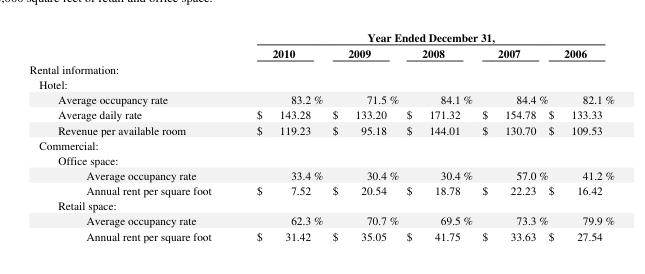 ,000 square feet of retail and office space.
Year Ended December 31,
2010 2009 2008 2007 2006
Rental information:
Hotel:
Average occupancy rate 83.2 % 71.5 % 84.1 % 84.4 % 82.1 %
Average daily rate $ 143.28 $ 133.20 $ 171.32 $ 154.78 $ 133.33
Revenue per available room $ 119.23 $ 95.18 $ 144.01 $ 130.70 $ 109.53
Commercial:
Office space:
Average occupancy rate 33.4 % 30.4 % 30.4 % 57.0 % 41.2 %
Annual rent per square foot $ 7.52 $ 20.54 $ 18.78 $ 22.23 $ 16.42
Retail space:
Average occupancy rate 62.3 % 70.7 % 69.5 % 73.3 % 79.9 %
Annual rent per square foot $ 31.42 $ 35.05 $ 41.75 $ 33.63 $ 27.54